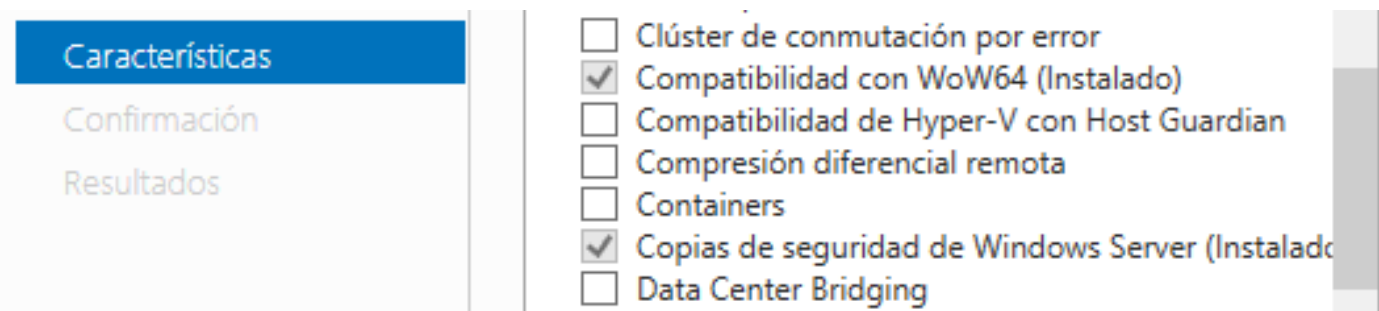 Características
Confirmación
Resultados
Clúster de conmutación por error
Compatibilidad con WoW64 (Instalado)
Compatibilidad de Hyper-V con Host Guardian
Compresión diferencial remota
Containers
Copias de seguridad de Windows Server (Instalado
Data Center Bridging